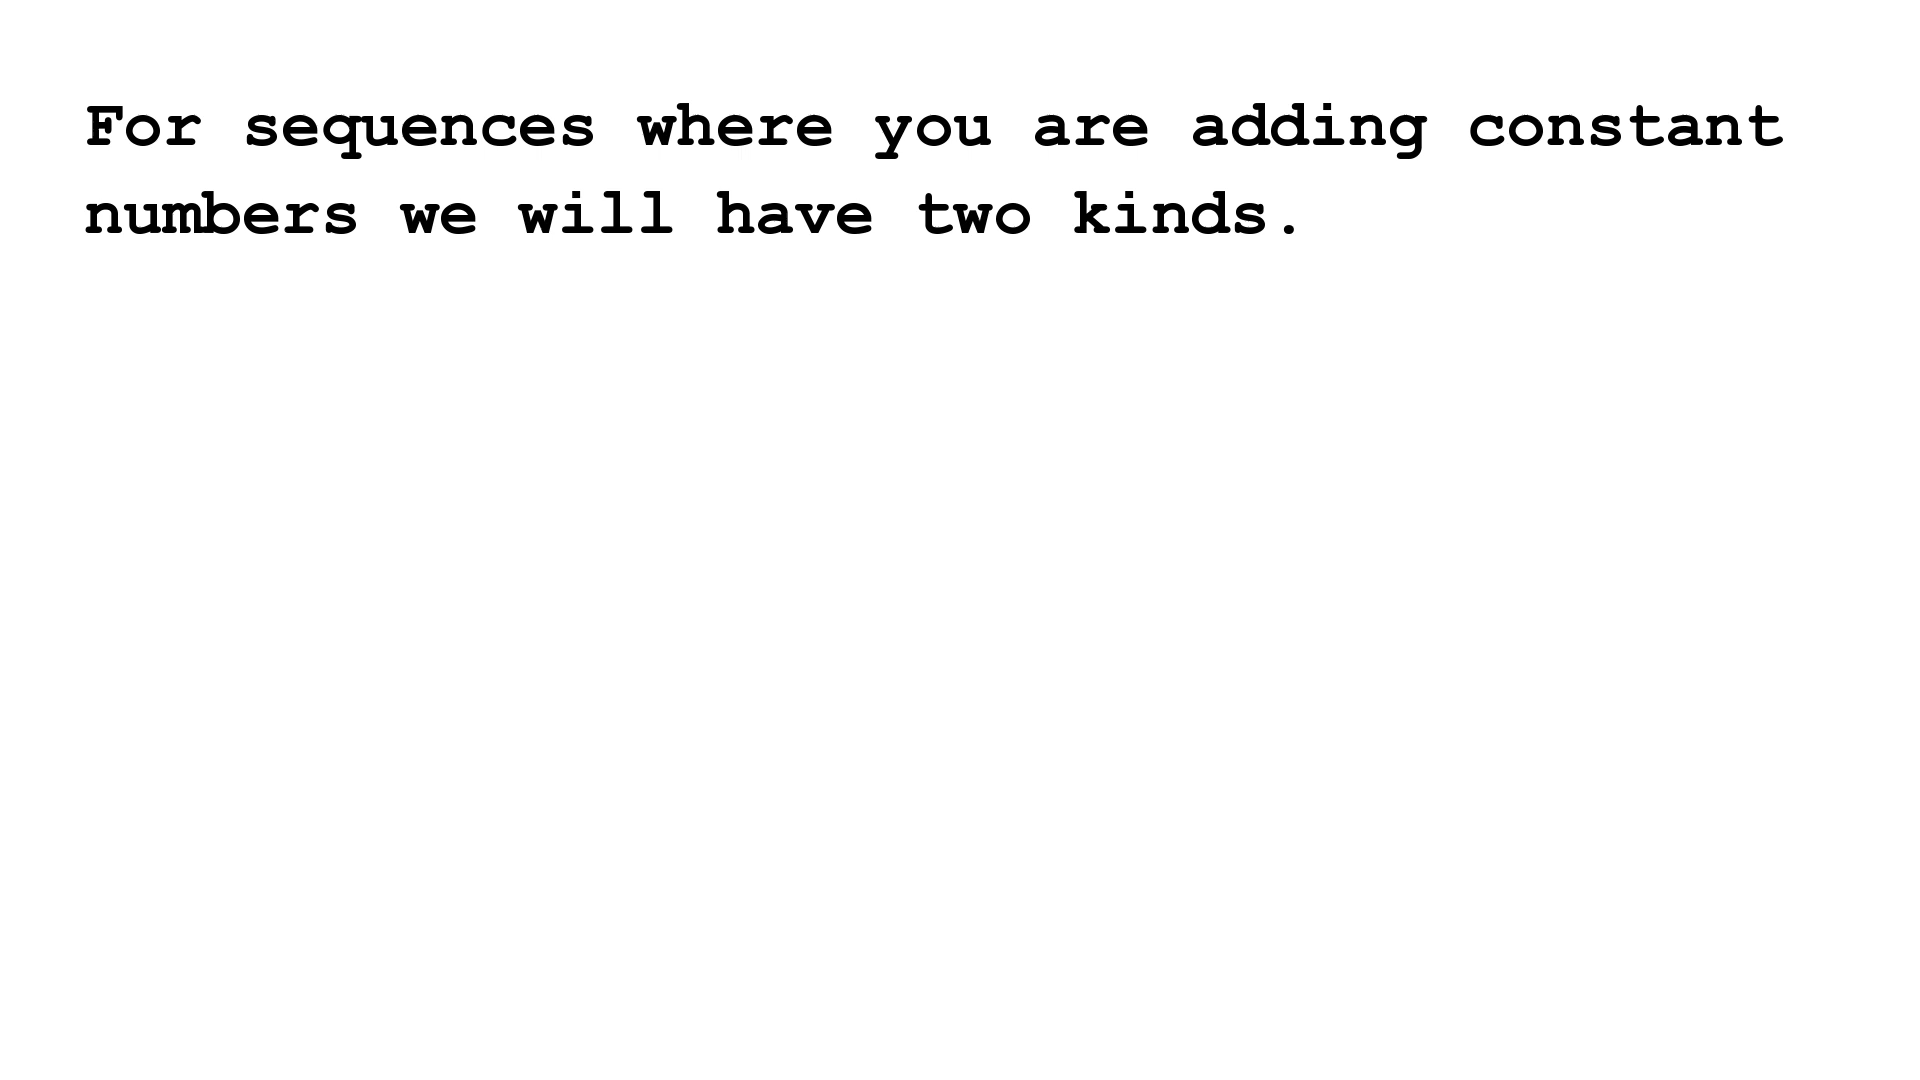 For sequences where you are adding constant
numbers we will have two kinds.